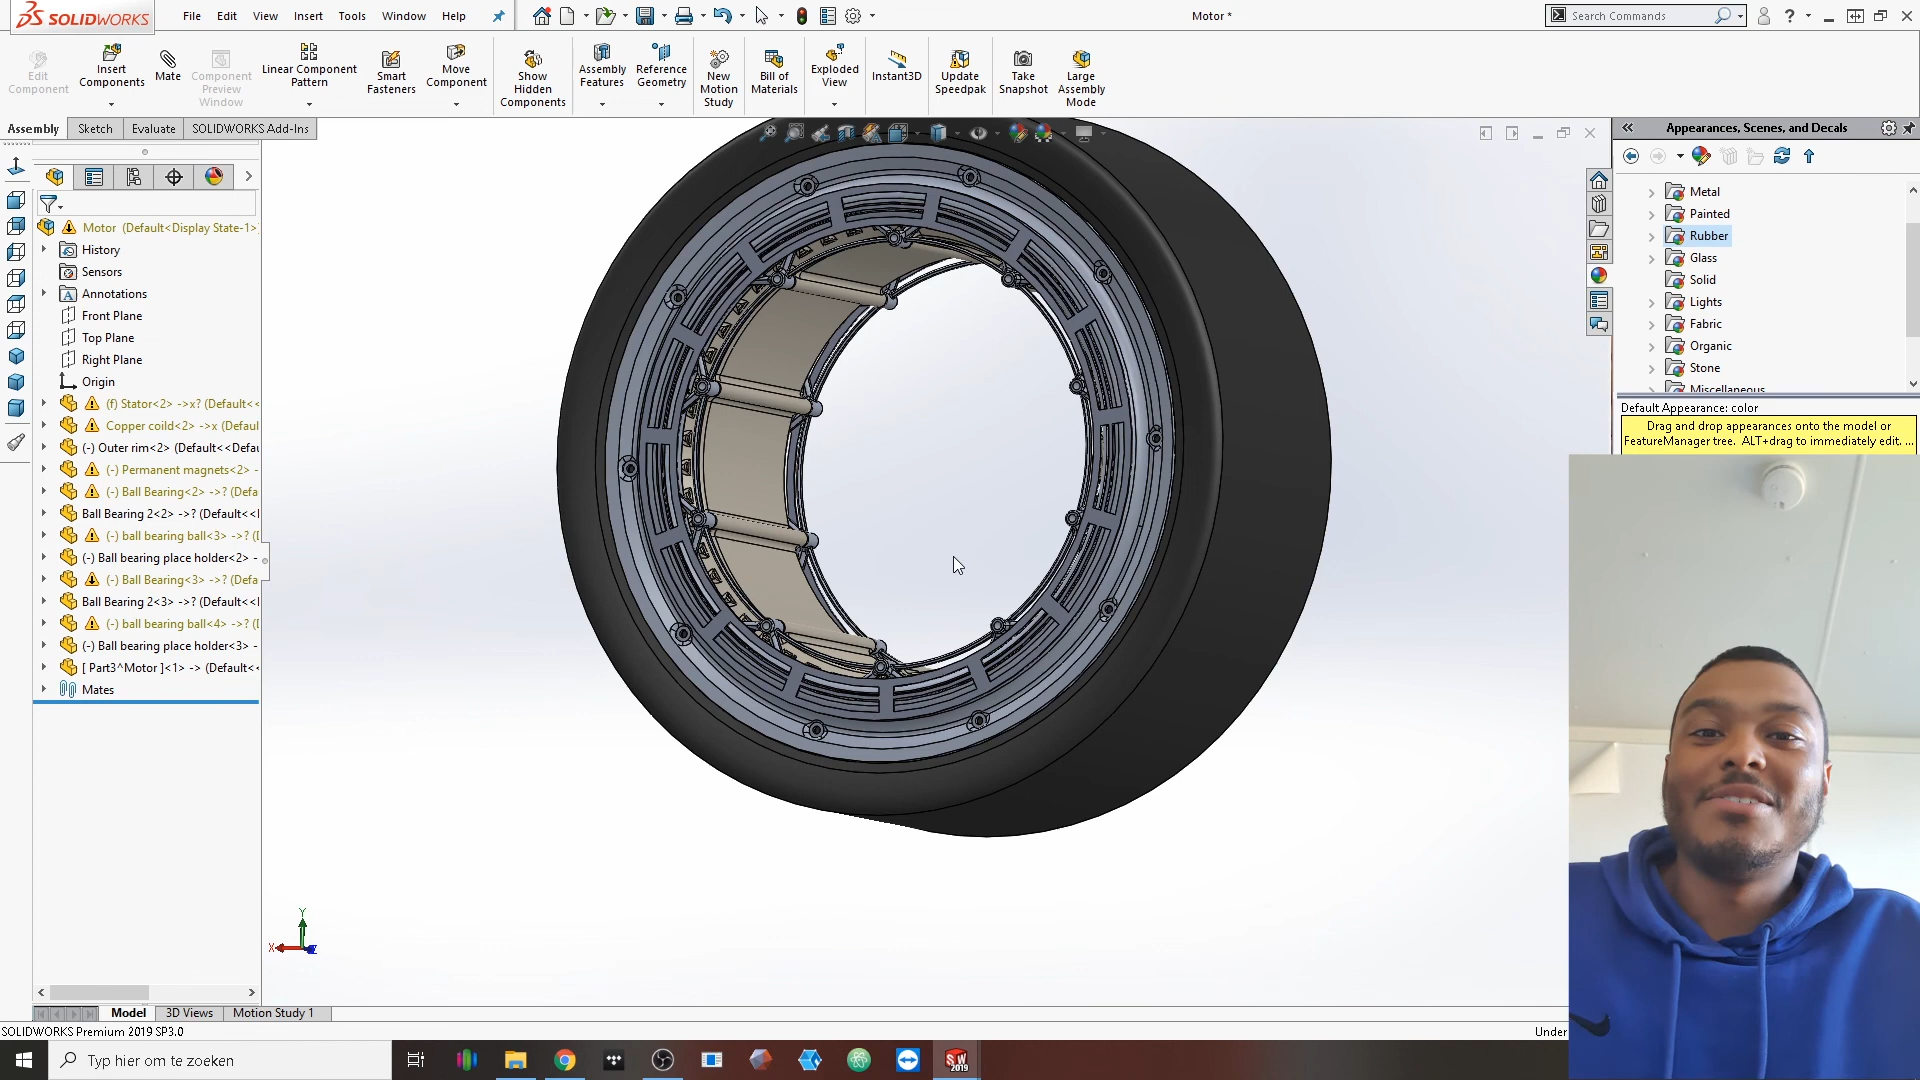 SOLIDWORKS
File Edit View Insert Tools Window Help
Motor *
Search Commands
Edit Component
Insert Components
Mate
Component Preview Window
Linear Component Pattern
Smart Fasteners
Move Component
Show Hidden Components
Assembly Features
Reference Geometry
New Motion Study
Bill of Materials
Exploded View
Instant3D
Update Speedpak
Take Snapshot
Large Assembly Mode
Assembly Sketch Evaluate SOLIDWORKS Add-Ins
Motor (Default<Display State-1>
History
Sensors
Annotations
Front Plane
Top Plane
Right Plane
Origin
(f) Stator<2> ->x? (Default<<
Copper coild<2> ->x (Defaul
(-) Outer rim<2> (Default<<Defau
(-) Permanent magnets<2> -
(-) Ball Bearing<2> ->? (Defa
Ball Bearing 2<2> ->? (Default<<
(-) ball bearing ball<3> ->? (
(-) Ball bearing place holder<2> -
(-) Ball Bearing<3> ->? (Defa
Ball Bearing 2<3> ->? (Default<<
(-) ball bearing ball<4> ->? (
(-) Ball bearing place holder<3> -
[ Part3^Motor ]<1> -> (Default<<
Mates
Appearances, Scenes, and Decals
Metal
Painted
Rubber
Glass
Solid
Lights
Fabric
Organic
Stone
Miscellaneous
Default Appearance: color
Drag and drop appearances onto the model or
FeatureManager tree. ALT+drag to immediately edit. ...
Y
X
Z
Model 3D Views Motion Study 1
SOLIDWORKS Premium 2019 SP3.0
Under
Typ hier om te zoeken
SW
2019